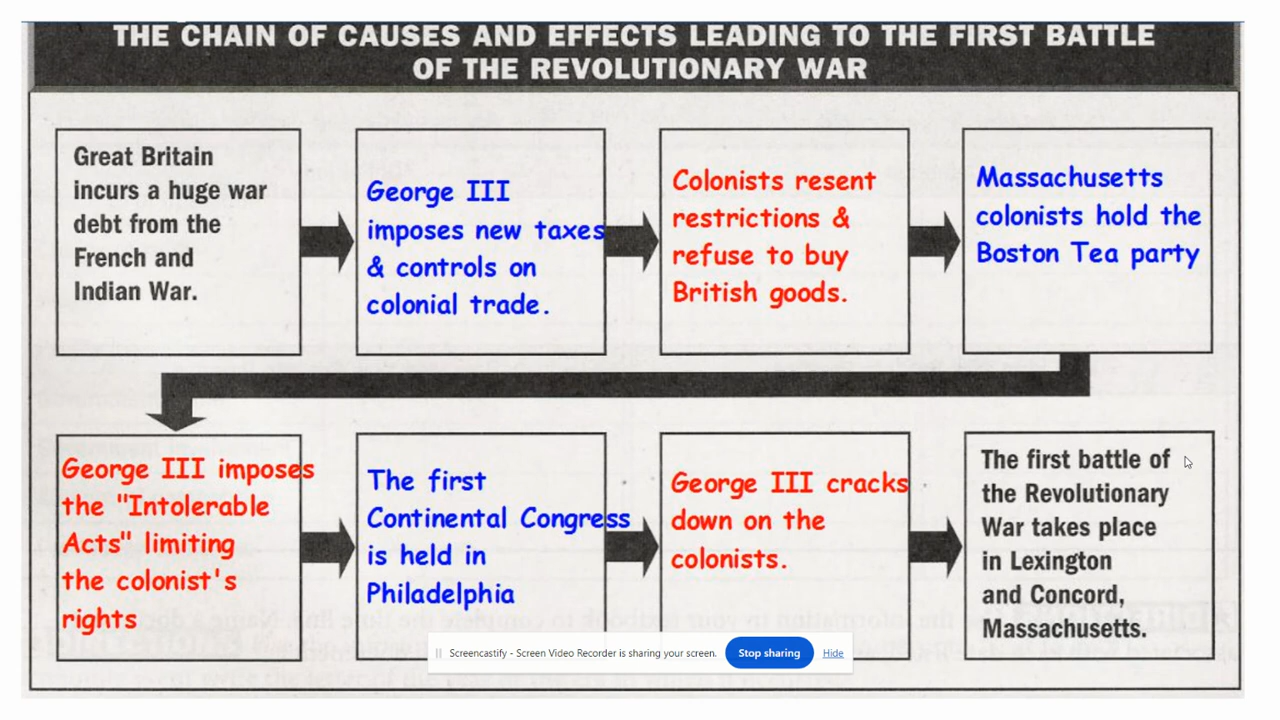 THE CHAIN OF CAUSES AND EFFECTS LEADING TO THE FIRST BATTLE
OF THE REVOLUTIONARY WAR
Great Britain
incurs a huge war
debt from the
French and
Indian War.
George III
imposes new taxes
& controls on
colonial trade.
Colonists resent
restrictions &
refuse to buy
British goods.
Massachusetts
colonists hold the
Boston Tea party
George III imposes
the "Intolerable
Acts" limiting
the colonist's
rights
The first
Continental Congress
is held in
Philadelphia
George III cracks
down on the
colonists.
The first battle of
the Revolutionary
War takes place
in Lexington
and Concord,
Massachusetts.
Screencastify - Screen Video Recorder is sharing your screen.
Stop sharing
Hide